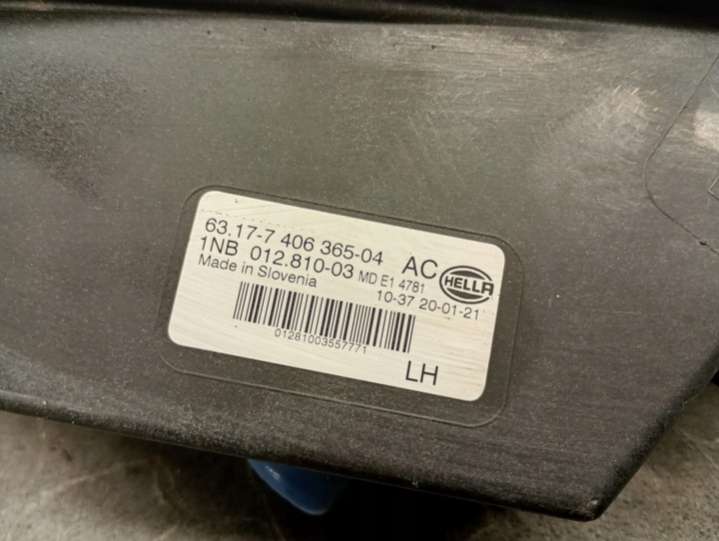 63.17-7 406 365-04 AC
1NB 012.810-03 MD E1 4781 HELLA
Made in Slovenia 10-37 20-01-21
01281003557771
LH